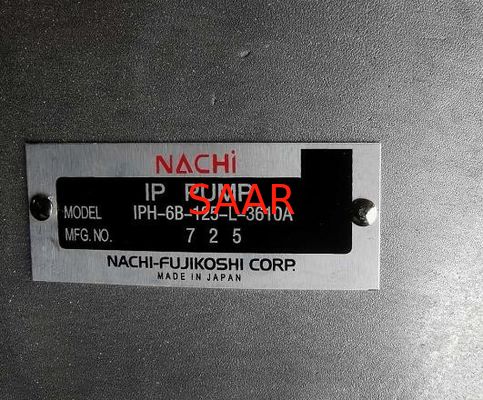 NACHi
IP PUMP
SAAR
MODEL IPH-6B-125-L-3610A
MFG. NO. 7 2 5
NACHI-FUJIKOSHI CORP.
MADE IN JAPAN